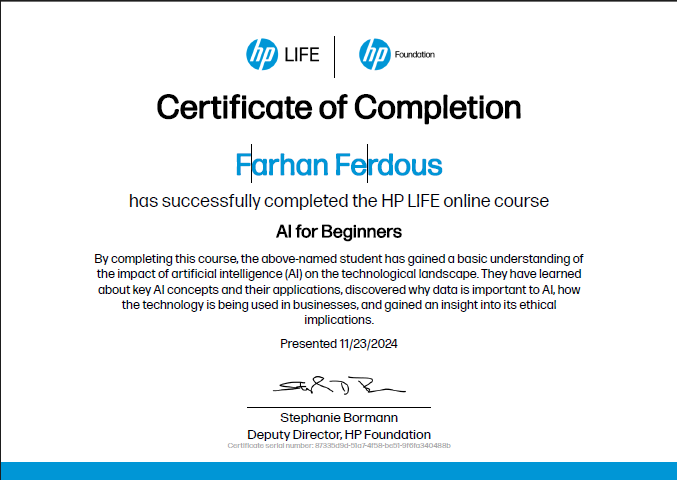 hp LIFE hp Foundation
Certificate of Completion
Farhan Ferdous
has successfully completed the HP LIFE online course
AI for Beginners
By completing this course, the above-named student has gained a basic understanding of
the impact of artificial intelligence (AI) on the technological landscape. They have learned
about key AI concepts and their applications, discovered why data is important to AI, how
the technology is being used in businesses, and gained an insight into its ethical
implications.
Presented 11/23/2024
Stephanie Bormann
Deputy Director, HP Foundation
Certificate serial number: